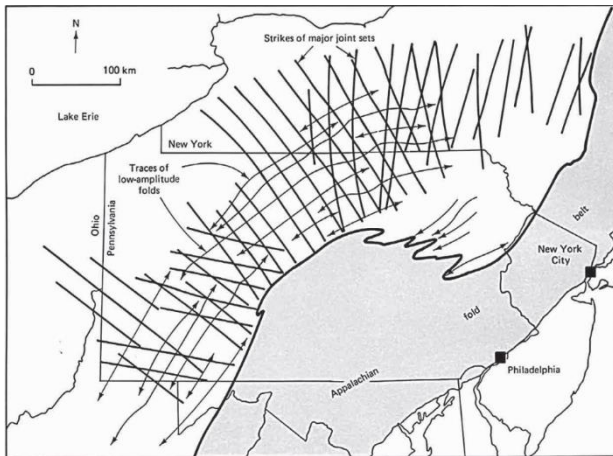 N
0 100 km
Strikes of major joint sets
Lake Erie
New York
Traces of
low-amplitude
folds
Ohio
Pennsylvania
belt
New York
City
fold
Appalachian
Philadelphia